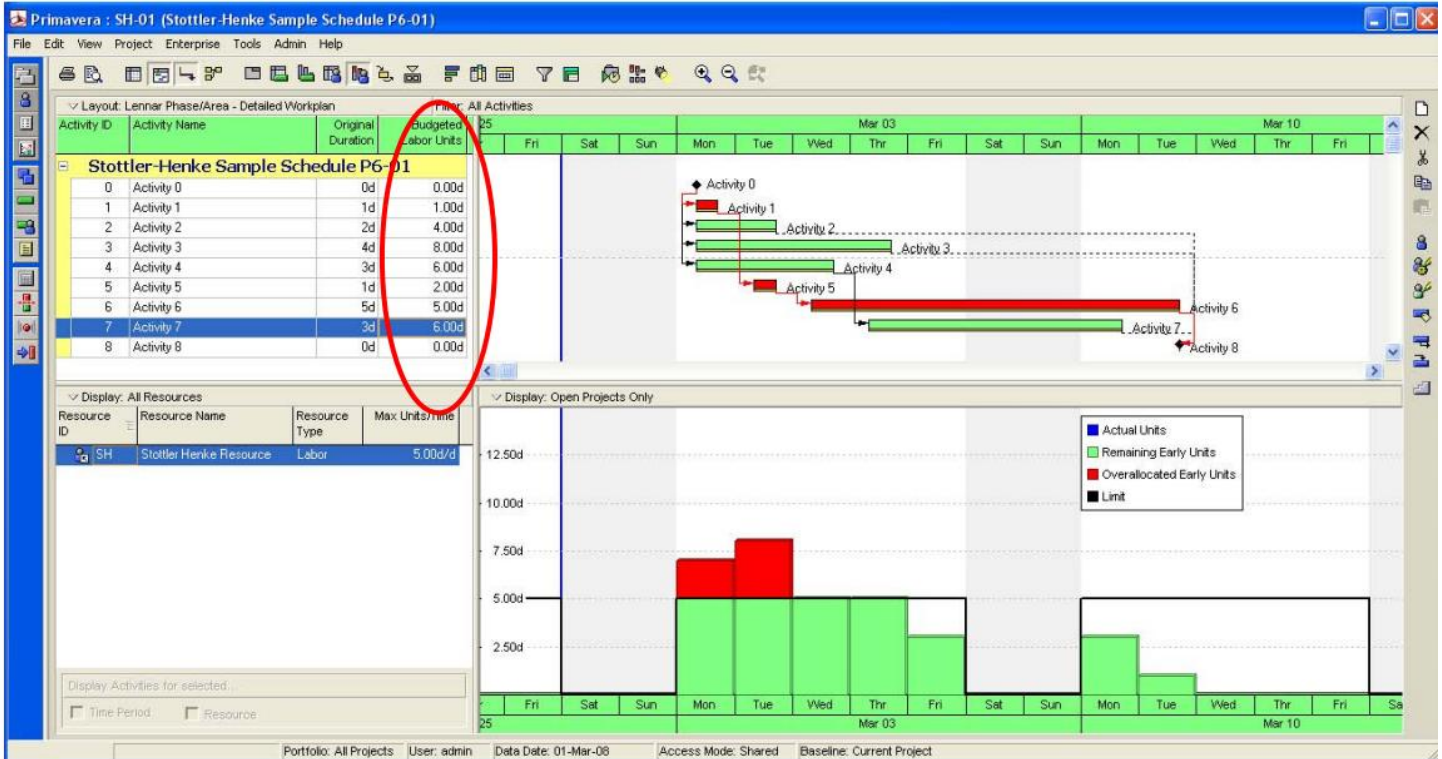 Primavera : SH-01 (Stottler-Henke Sample Schedule P6-01)
File Edit View Project Enterprise Tools Admin Help
Layout: Lennar Phase/Area - Detailed Workplan Filter: All Activities
Activity ID Activity Name Original Duration Budgeted Labor Units
25 Mar 03 Mar 10
Fri Sat Sun Mon Tue Wed Thr Fri Sat Sun Mon Tue Wed Thr Fri
Stottler-Henke Sample Schedule P6-01
0 Activity 0 0d 0.00d
1 Activity 1 1d 1.00d
2 Activity 2 2d 4.00d
3 Activity 3 4d 8.00d
4 Activity 4 3d 6.00d
5 Activity 5 1d 2.00d
6 Activity 6 5d 5.00d
7 Activity 7 3d 6.00d
8 Activity 8 0d 0.00d
Activity 0
Activity 1
Activity 2
Activity 3
Activity 4
Activity 5
Activity 6
Activity 7
Activity 8
Display: All Resources
Resource ID Resource Name Resource Type Max Units/Time
SH Stottler Henke Resource Labor 5.00d/d
Display Activities for selected...
Time Period Resource
Display: Open Projects Only
Actual Units
Remaining Early Units
Overallocated Early Units
Limit
12.50d
10.00d
7.50d
5.00d
2.50d
Fri Sat Sun Mon Tue Wed Thr Fri Sat Sun Mon Tue Wed Thr Fri Sa
25 Mar 03 Mar 10
Portfolio: All Projects User: admin Data Date: 01-Mar-08 Access Mode: Shared Baseline: Current Project